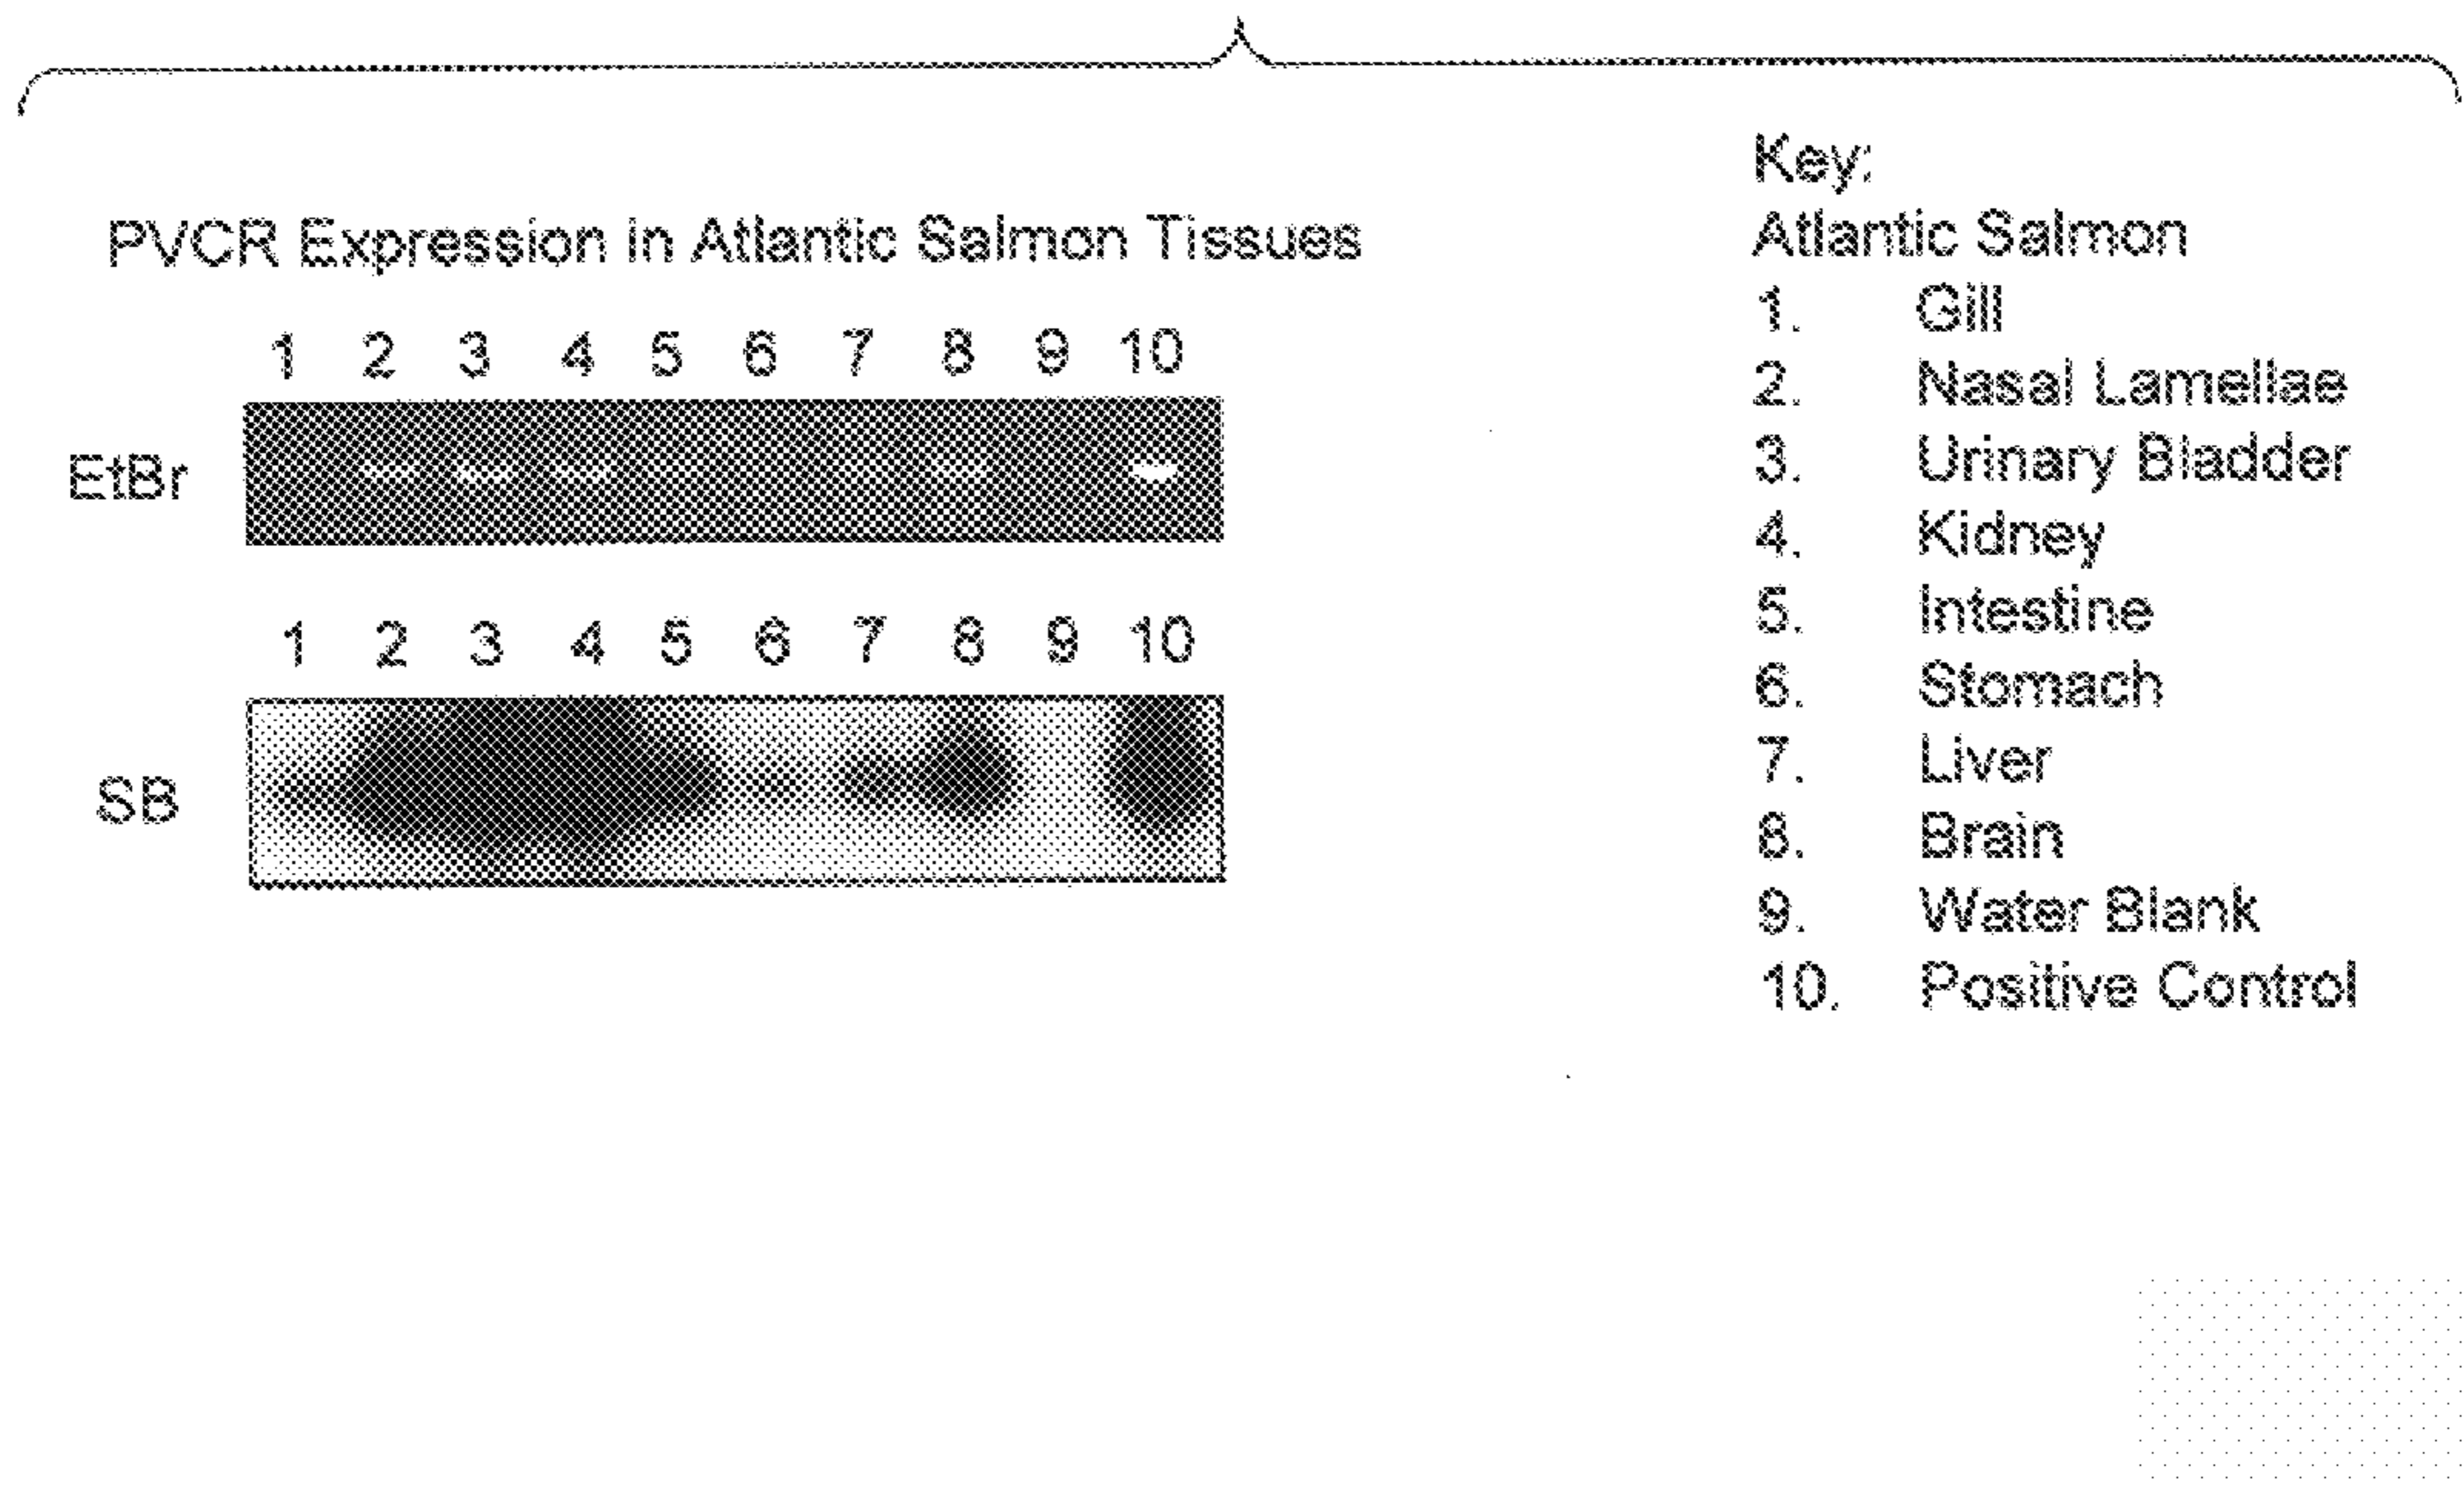 PVCR Expression in Atlantic Salmon Tissues
1 2 3 4 5 6 7 8 9 10
EtBr
1 2 3 4 5 6 7 8 9 10
SB
Key:
Atlantic Salmon
1. Gill
2. Nasal Lamellae
3. Urinary Bladder
4. Kidney
5. Intestine
6. Stomach
7. Liver
8. Brain
9. Water Blank
10. Positive Control